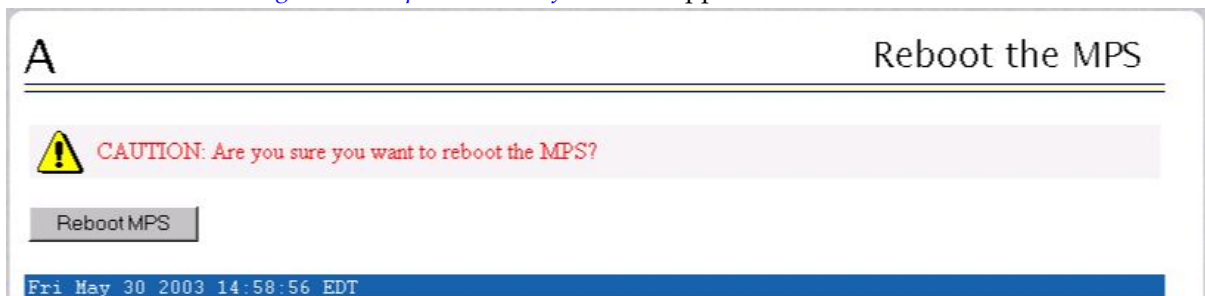 A Reboot the MPS
CAUTION: Are you sure you want to reboot the MPS?
Reboot MPS
Fri May 30 2003 14:58:56 EDT